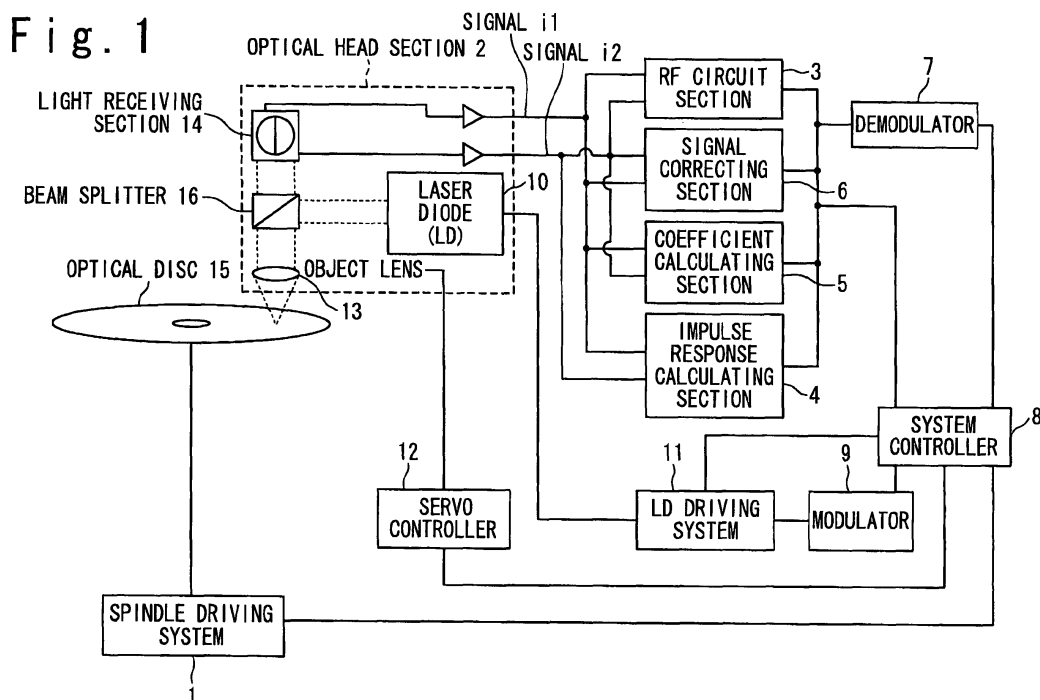 Fig. 1
SIGNAL i1
OPTICAL HEAD SECTION 2
SIGNAL i2
LIGHT RECEIVING
SECTION 14
RF CIRCUIT
SECTION
3
7
DEMODULATOR
SIGNAL
CORRECTING
SECTION
6
BEAM SPLITTER 16
10
LASER
DIODE
(LD)
COEFFICIENT
CALCULATING
SECTION
5
OPTICAL DISC 15
OBJECT LENS
13
IMPULSE
RESPONSE
CALCULATING
SECTION
4
SYSTEM
CONTROLLER
8
12
SERVO
CONTROLLER
11
LD DRIVING
SYSTEM
9
MODULATOR
SPINDLE DRIVING
SYSTEM
1